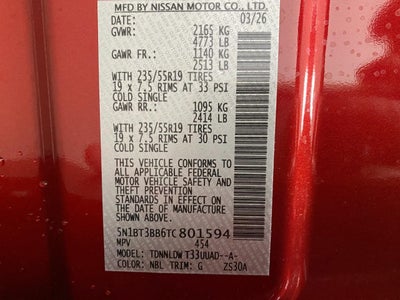 MFD BY NISSAN MOTOR CO., LTD.
DATE: 03/26
GVWR: 2165 KG
4773 LB
GAWR FR.: 1140 KG
2513 LB
WITH 235/55R19 TIRES
19 x 7.5 RIMS AT 33 PSI
COLD SINGLE
GAWR RR.: 1095 KG
2414 LB
WITH 235/55R19 TIRES
19 x 7.5 RIMS AT 30 PSI
COLD SINGLE
THIS VEHICLE CONFORMS TO
ALL APPLICABLE FEDERAL
MOTOR VEHICLE SAFETY AND
THEFT PREVENTION
STANDARDS IN EFFECT ON THE
DATE OF MANUFACTURE
SHOWN ABOVE.
5N1BT3BB6TC801594
MPV 454
MODEL: TDNNLDWT33UUAD--A-
COLOR: NBL TRIM: G ZS30A